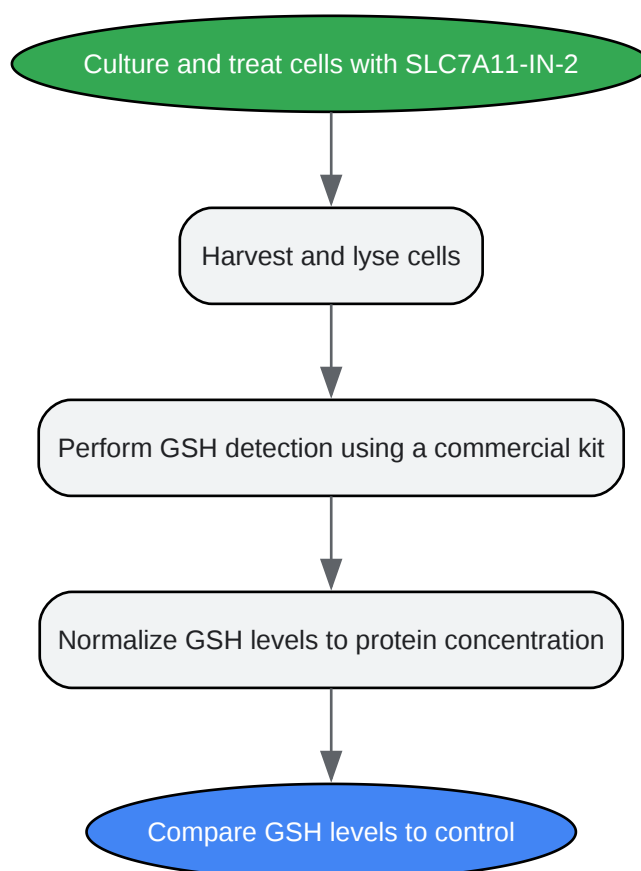 Culture and treat cells with SLC7A11-IN-2
Harvest and lyse cells
Perform GSH detection using a commercial kit
Normalize GSH levels to protein concentration
Compare GSH levels to control